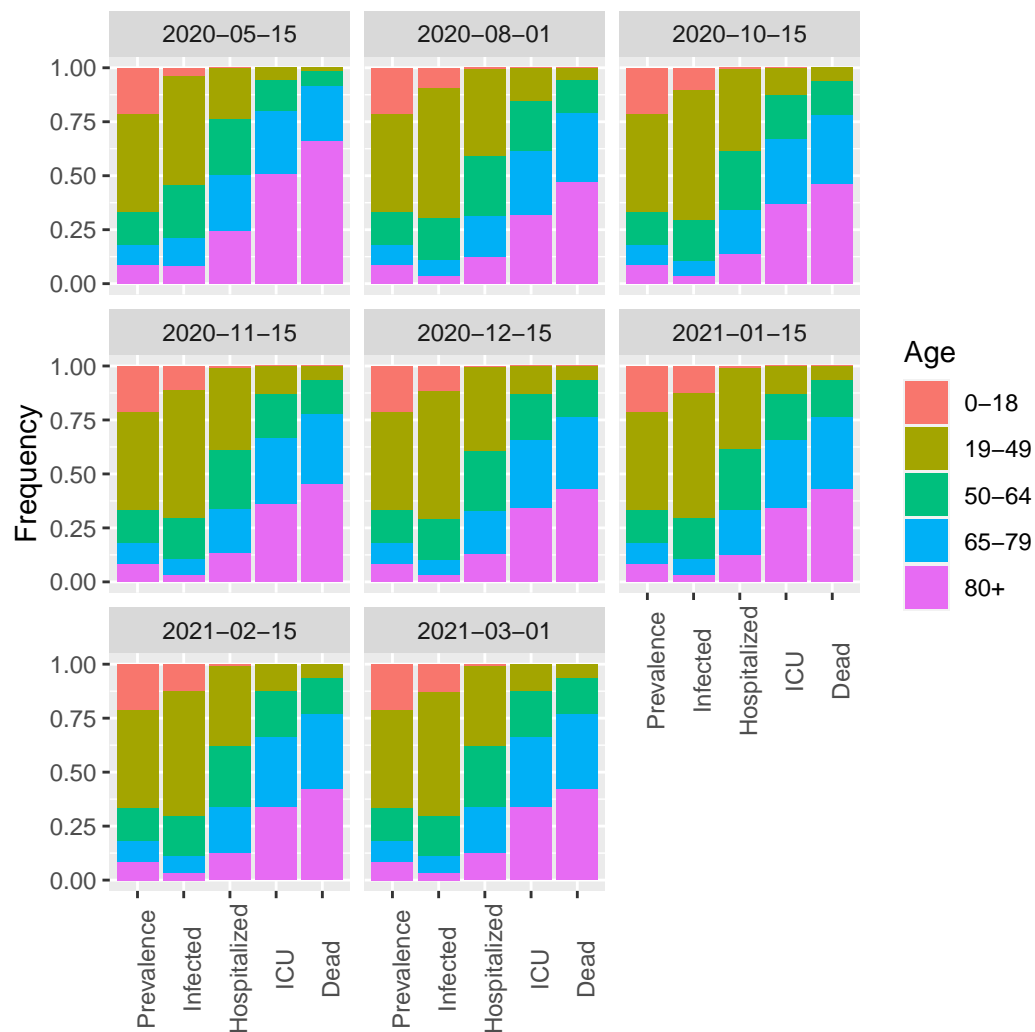 2020−05−15
2020−08−01
2020−10−15
1.00
0.75
0.50
0.25
0.00
2020−11−15
2020−12−15
2021−01−15
1.00
0.75
0.50
0.25
0.00
2021−02−15
2021−03−01
1.00
0.75
0.50
0.25
0.00
Prevalence
Infected
Hospitalized
ICU
Dead
Prevalence
Infected
Hospitalized
ICU
Dead
Prevalence
Infected
Hospitalized
ICU
Dead
Frequency
Age
0−18
19−49
50−64
65−79
80+